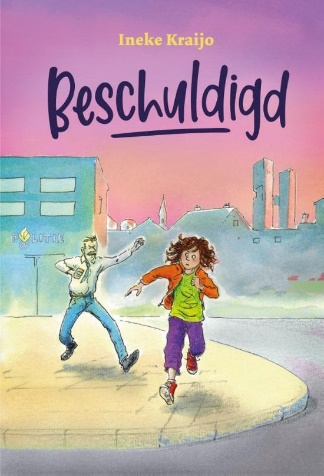 Ineke Kraijo
Beschuldigd
POLITIE